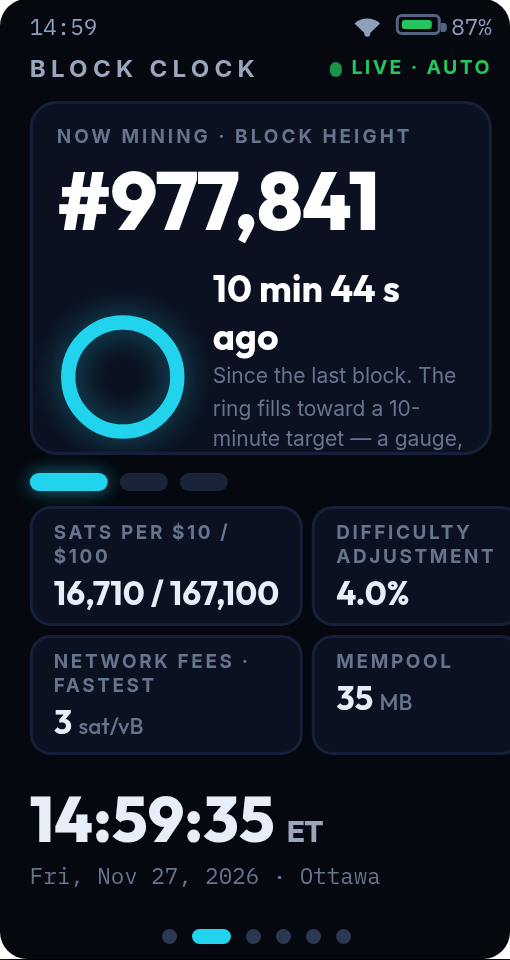 14:59 87%
BLOCK CLOCK LIVE · AUTO
NOW MINING · BLOCK HEIGHT
#977,841
10 min 44 s
ago
Since the last block. The
ring fills toward a 10-
minute target — a gauge,
SATS PER $10 /
$100
16,710 / 167,100
DIFFICULTY
ADJUSTMENT
4.0%
NETWORK FEES ·
FASTEST
3 sat/vB
MEMPOOL
35 MB
14:59:35 ET
Fri, Nov 27, 2026 · Ottawa